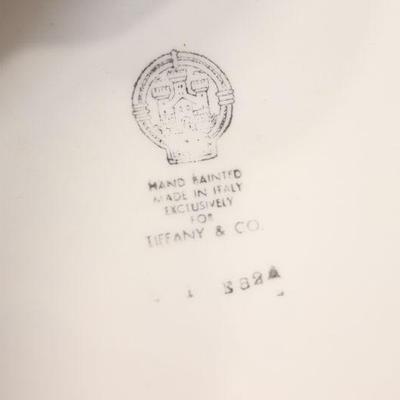 HAND PAINTED
MADE IN ITALY
EXCLUSIVELY
FOR
TIFFANY & CO.